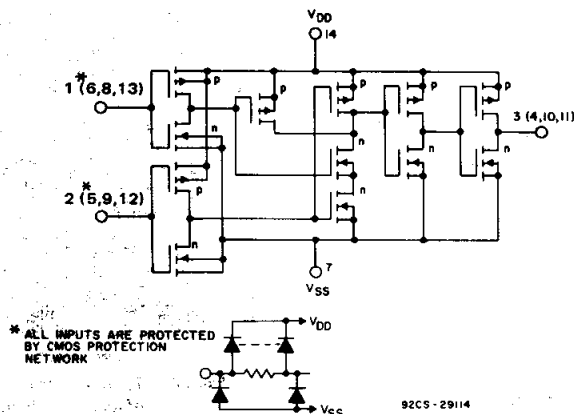 VDD
14
p
1 * (6,8,13)
p
p
p
p
n
3 (4,10,11)
n
n
n
p
2 * (5,9,12)
n
n
7
VSS
* ALL INPUTS ARE PROTECTED
BY CMOS PROTECTION
NETWORK
VDD
VSS
92CS-29114